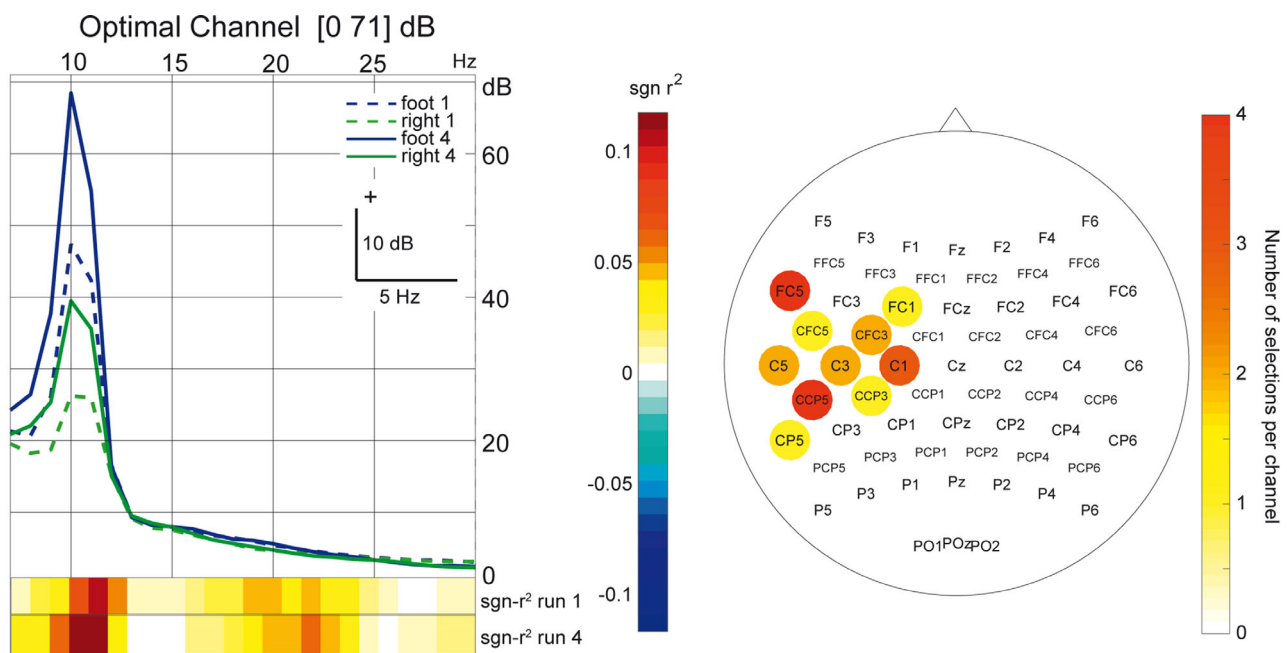 Optimal Channel [0 71] dB
10 15 20 25 Hz
dB
60
40
20
0
foot 1
right 1
foot 4
right 4
+
10 dB
5 Hz
sgn-r² run 1
sgn-r² run 4
sgn r²
0.1
0.05
0
-0.05
-0.1
F5 F3 F1 Fz F2 F4 F6
FFC5 FFC3 FFC1 FFC2 FFC4 FFC6
FC5 FC3 FC1 FCz FC2 FC4 FC6
CFC5 CFC3 CFC1 CFC2 CFC4 CFC6
C5 C3 C1 Cz C2 C4 C6
CCP5 CCP3 CCP1 CCP2 CCP4 CCP6
CP5 CP3 CP1 CPz CP2 CP4 CP6
PCP5 PCP3 PCP1 PCP2 PCP4 PCP6
P5 P3 P1 Pz P2 P4 P6
PO1 POz PO2
4
3
2
1
0
Number of selections per channel